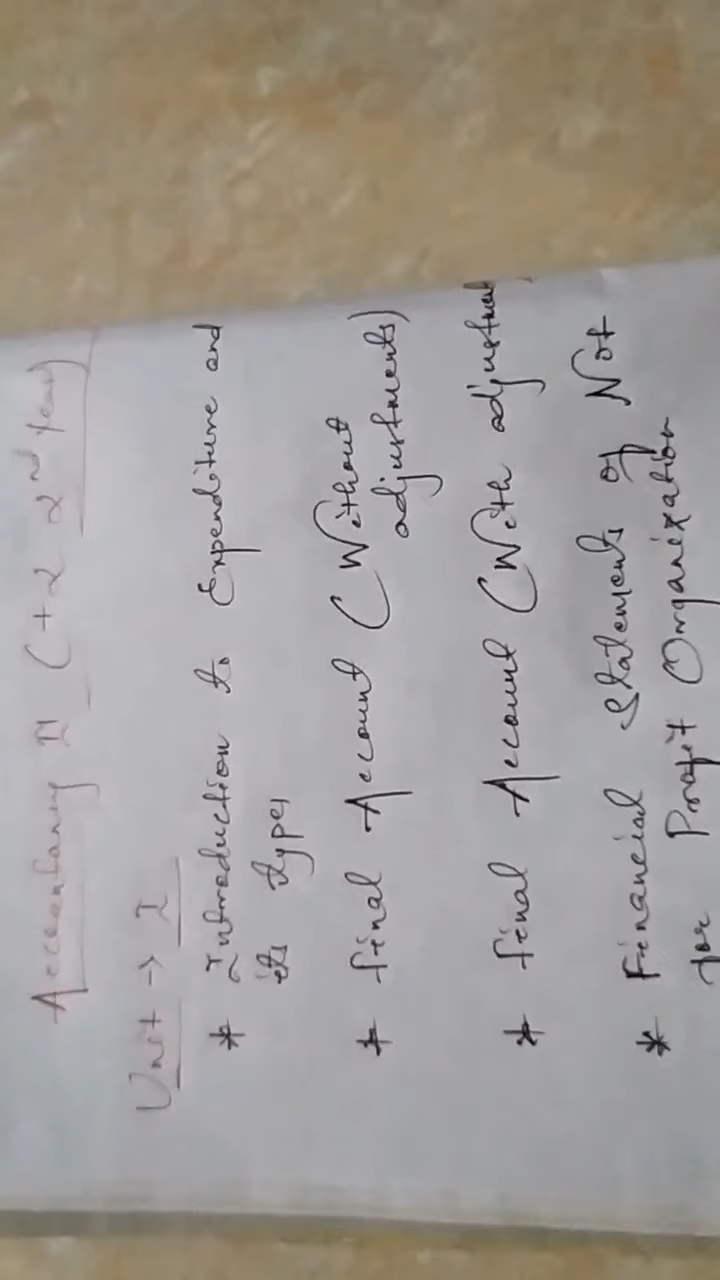 Accountancy II (+2 2nd year)
Unit → I
* Introduction to Expenditure and
its types
* Final Account (Without
adjustments)
* Final Account (With adjustment
* Financial Statements of Not
for Profit Organization